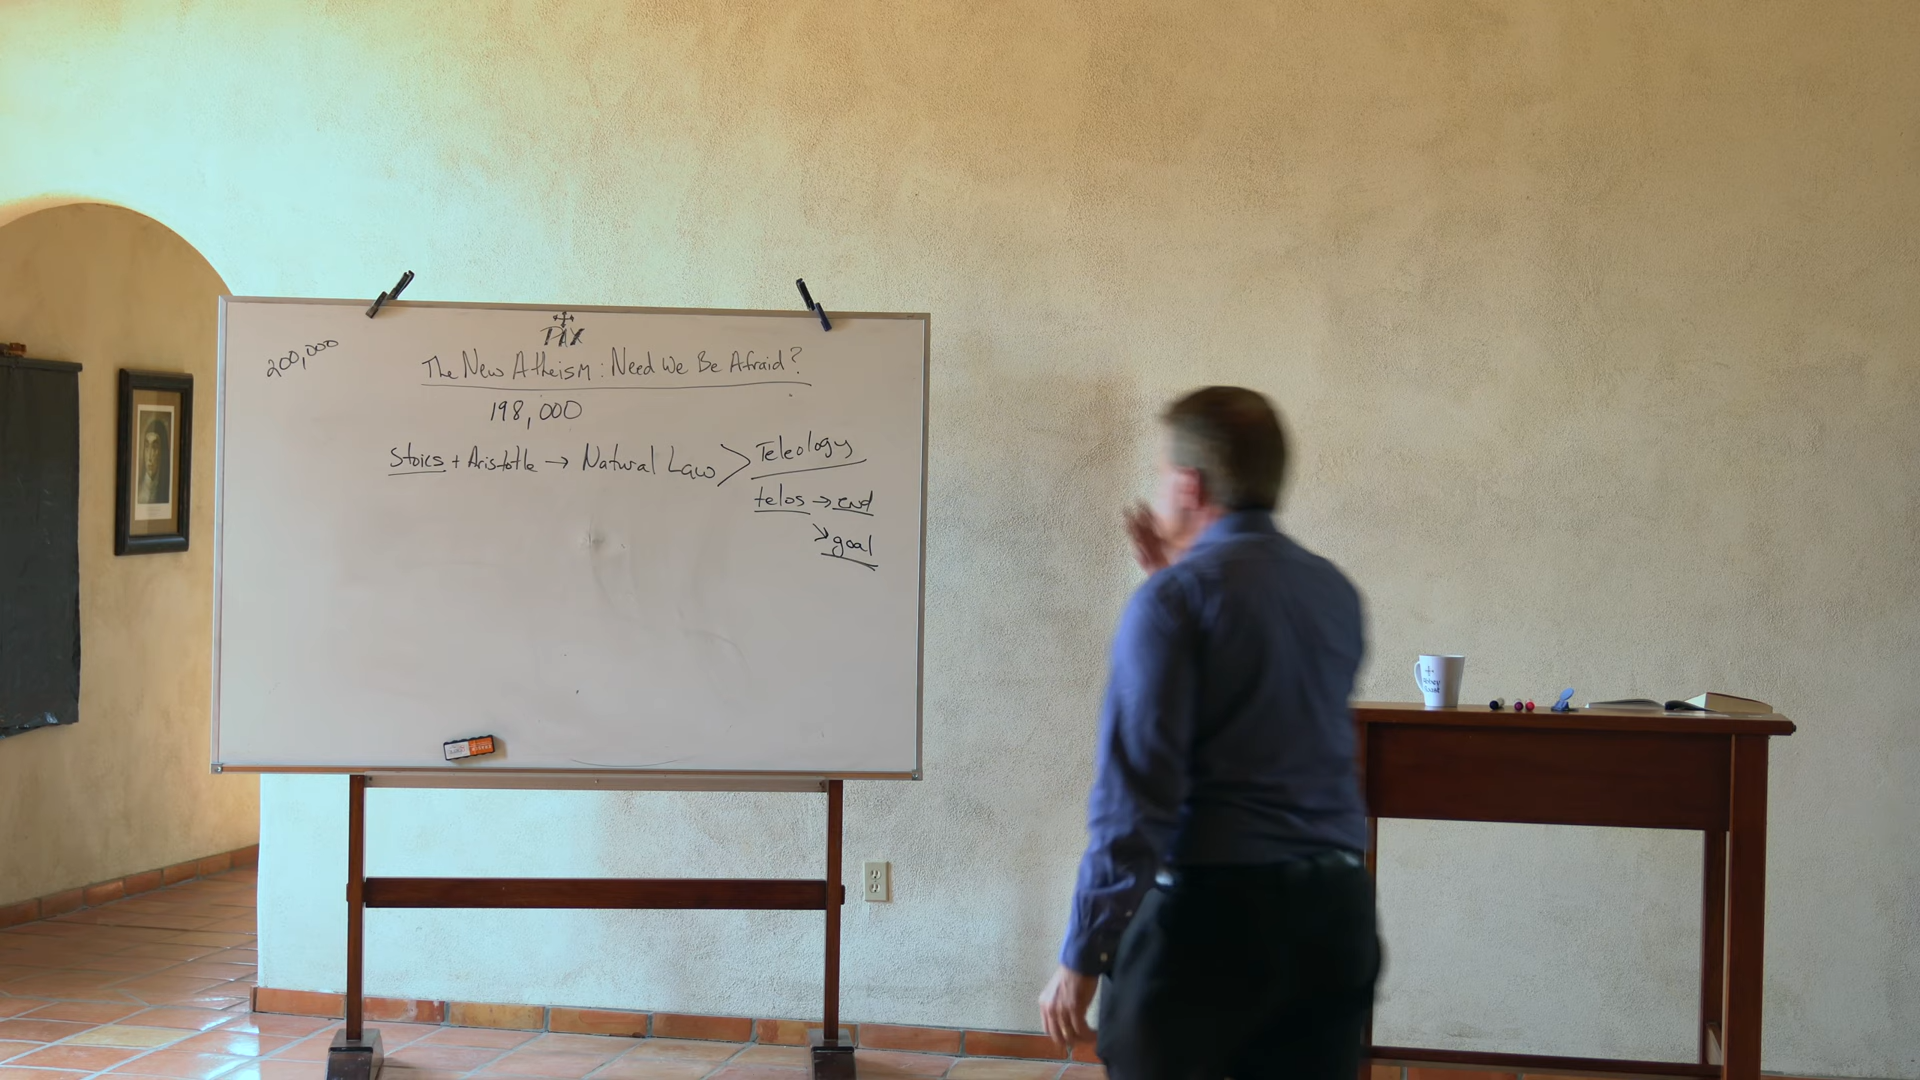 PAX
200,000
The New Atheism: Need We Be Afraid?
198,000
Stoics + Aristotle → Natural Law > Teleology
telos → end
↘ goal
Abbey